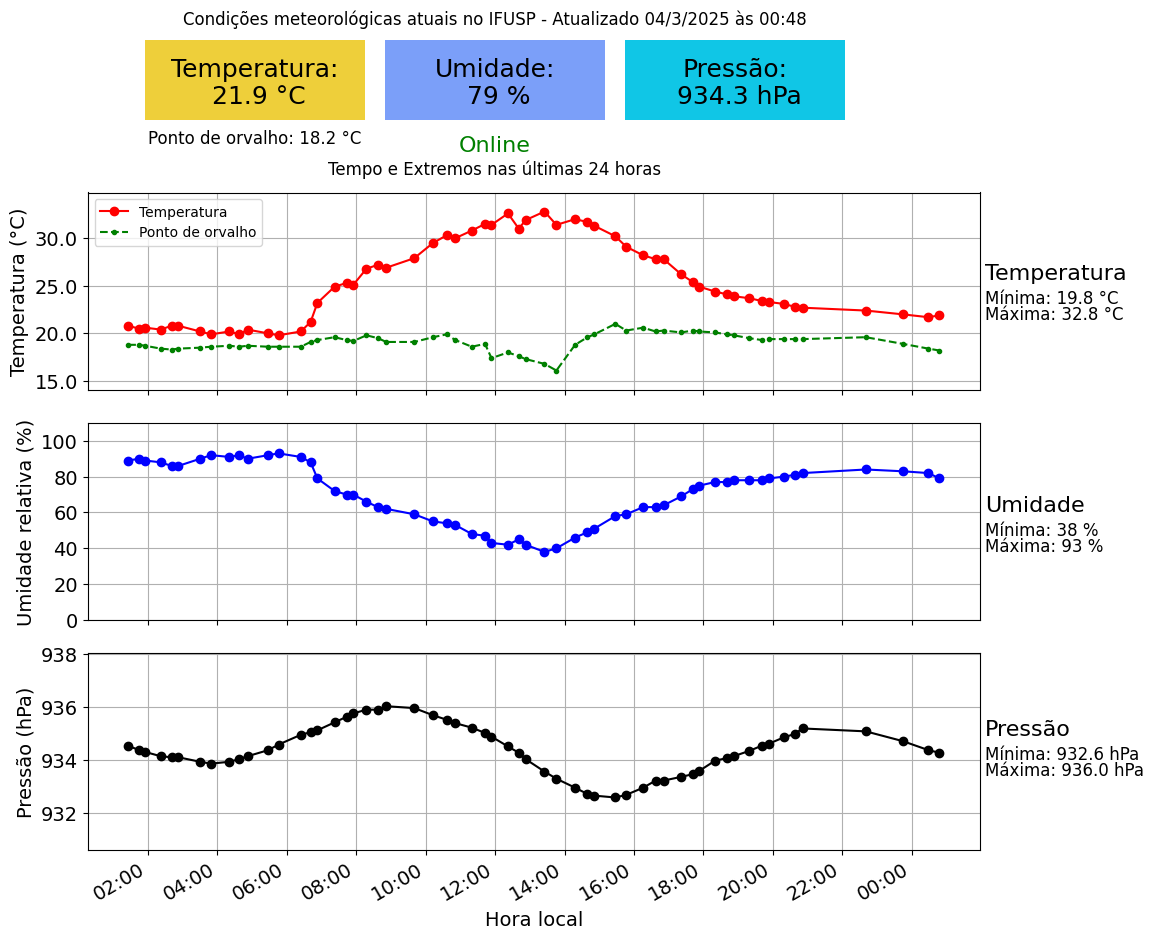 Condições meteorológicas atuais no IFUSP - Atualizado 04/3/2025 às 00:48
Temperatura:
21.9 °C
Umidade:
79 %
Pressão:
934.3 hPa
Ponto de orvalho: 18.2 °C
Online
Tempo e Extremos nas últimas 24 horas
Temperatura (°C)
30.0
25.0
20.0
15.0
Temperatura
Ponto de orvalho
Temperatura
Mínima: 19.8 °C
Máxima: 32.8 °C
Umidade relativa (%)
100
80
60
40
20
0
Umidade
Mínima: 38 %
Máxima: 93 %
Pressão (hPa)
938
936
934
932
Pressão
Mínima: 932.6 hPa
Máxima: 936.0 hPa
02:00 04:00 06:00 08:00 10:00 12:00 14:00 16:00 18:00 20:00 22:00 00:00
Hora local